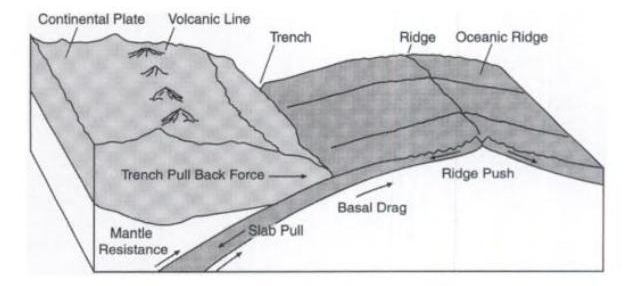 Continental Plate
Volcanic Line
Trench
Ridge
Oceanic Ridge
Trench Pull Back Force
Ridge Push
Basal Drag
Mantle
Resistance
Slab Pull